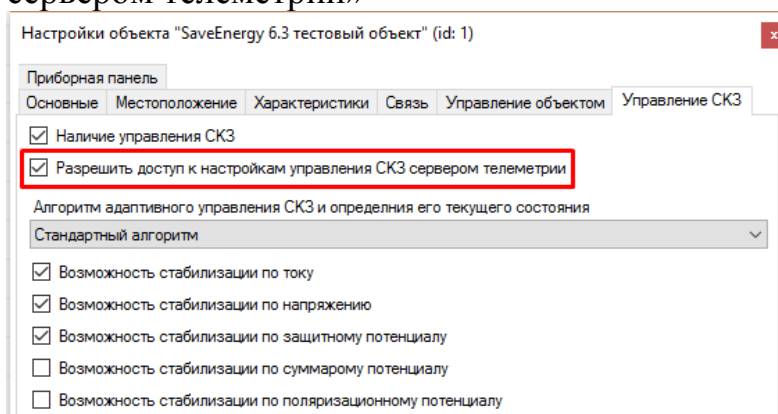 сервером телеметрии»
Настройки объекта "SaveEnergy 6.3 тестовый объект" (id: 1)
x
Приборная панель
Основные Местоположение Характеристики Связь Управление объектом Управление СКЗ
Наличие управления СКЗ
Разрешить доступ к настройкам управления СКЗ сервером телеметрии
Алгоритм адаптивного управления СКЗ и определния его текущего состояния
Стандартный алгоритм
Возможность стабилизации по току
Возможность стабилизации по напряжению
Возможность стабилизации по защитному потенциалу
Возможность стабилизации по суммарому потенциалу
Возможность стабилизации по поляризационному потенциалу